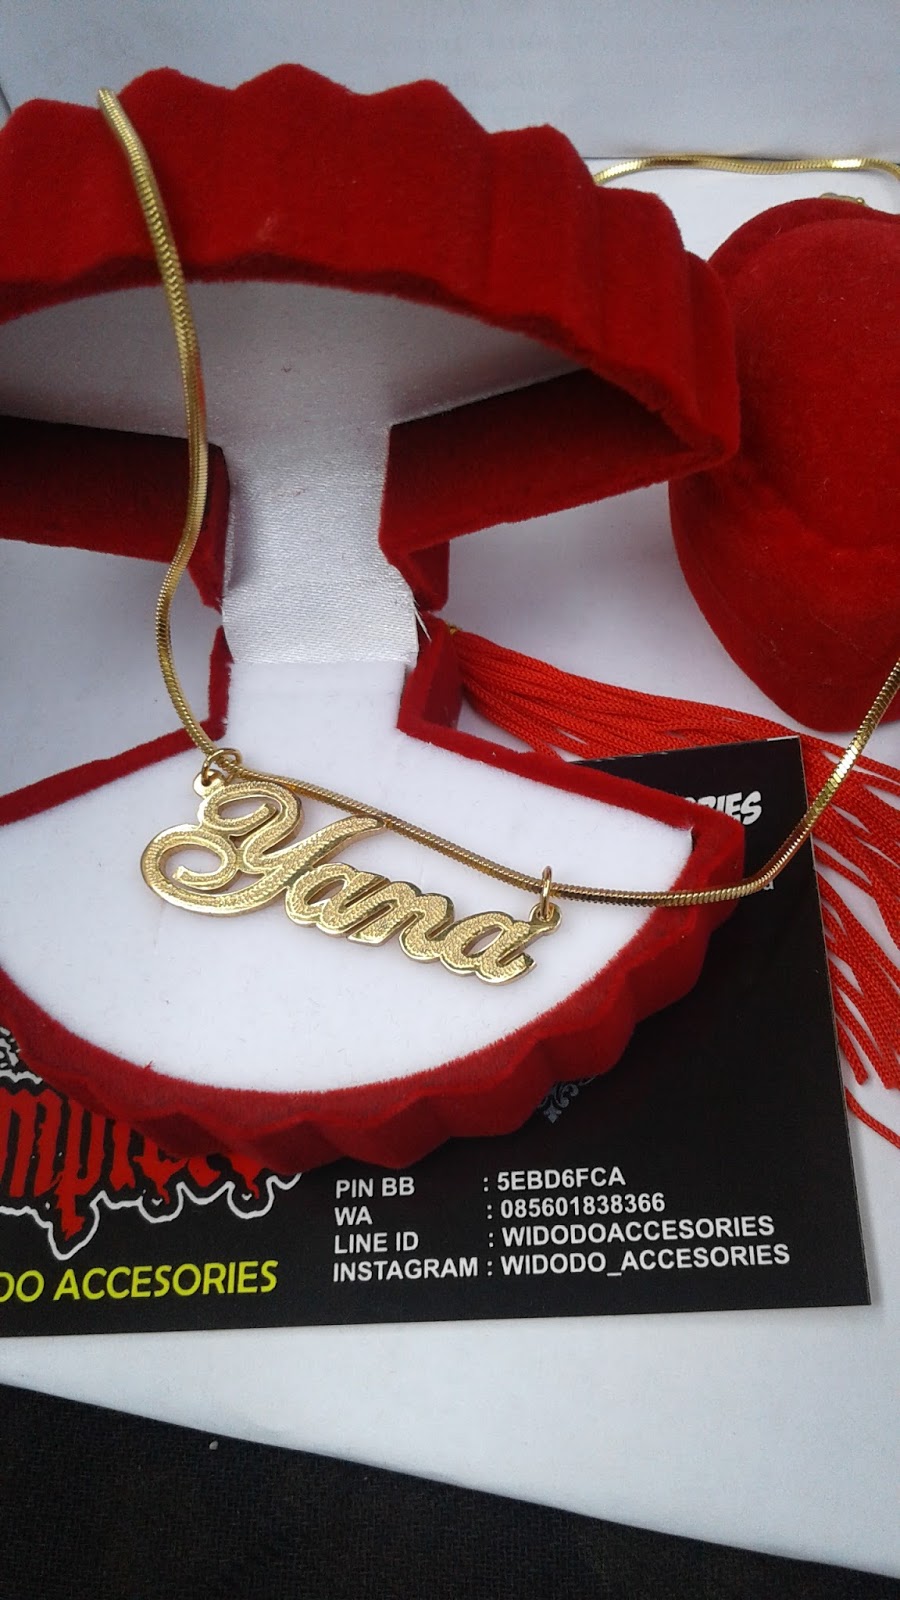 Yana
PIN BB : 5EBD6FCA
WA : 085601838366
LINE ID : WIDODOACCESORIES
INSTAGRAM : WIDODO_ACCESORIES
DO ACCESORIES